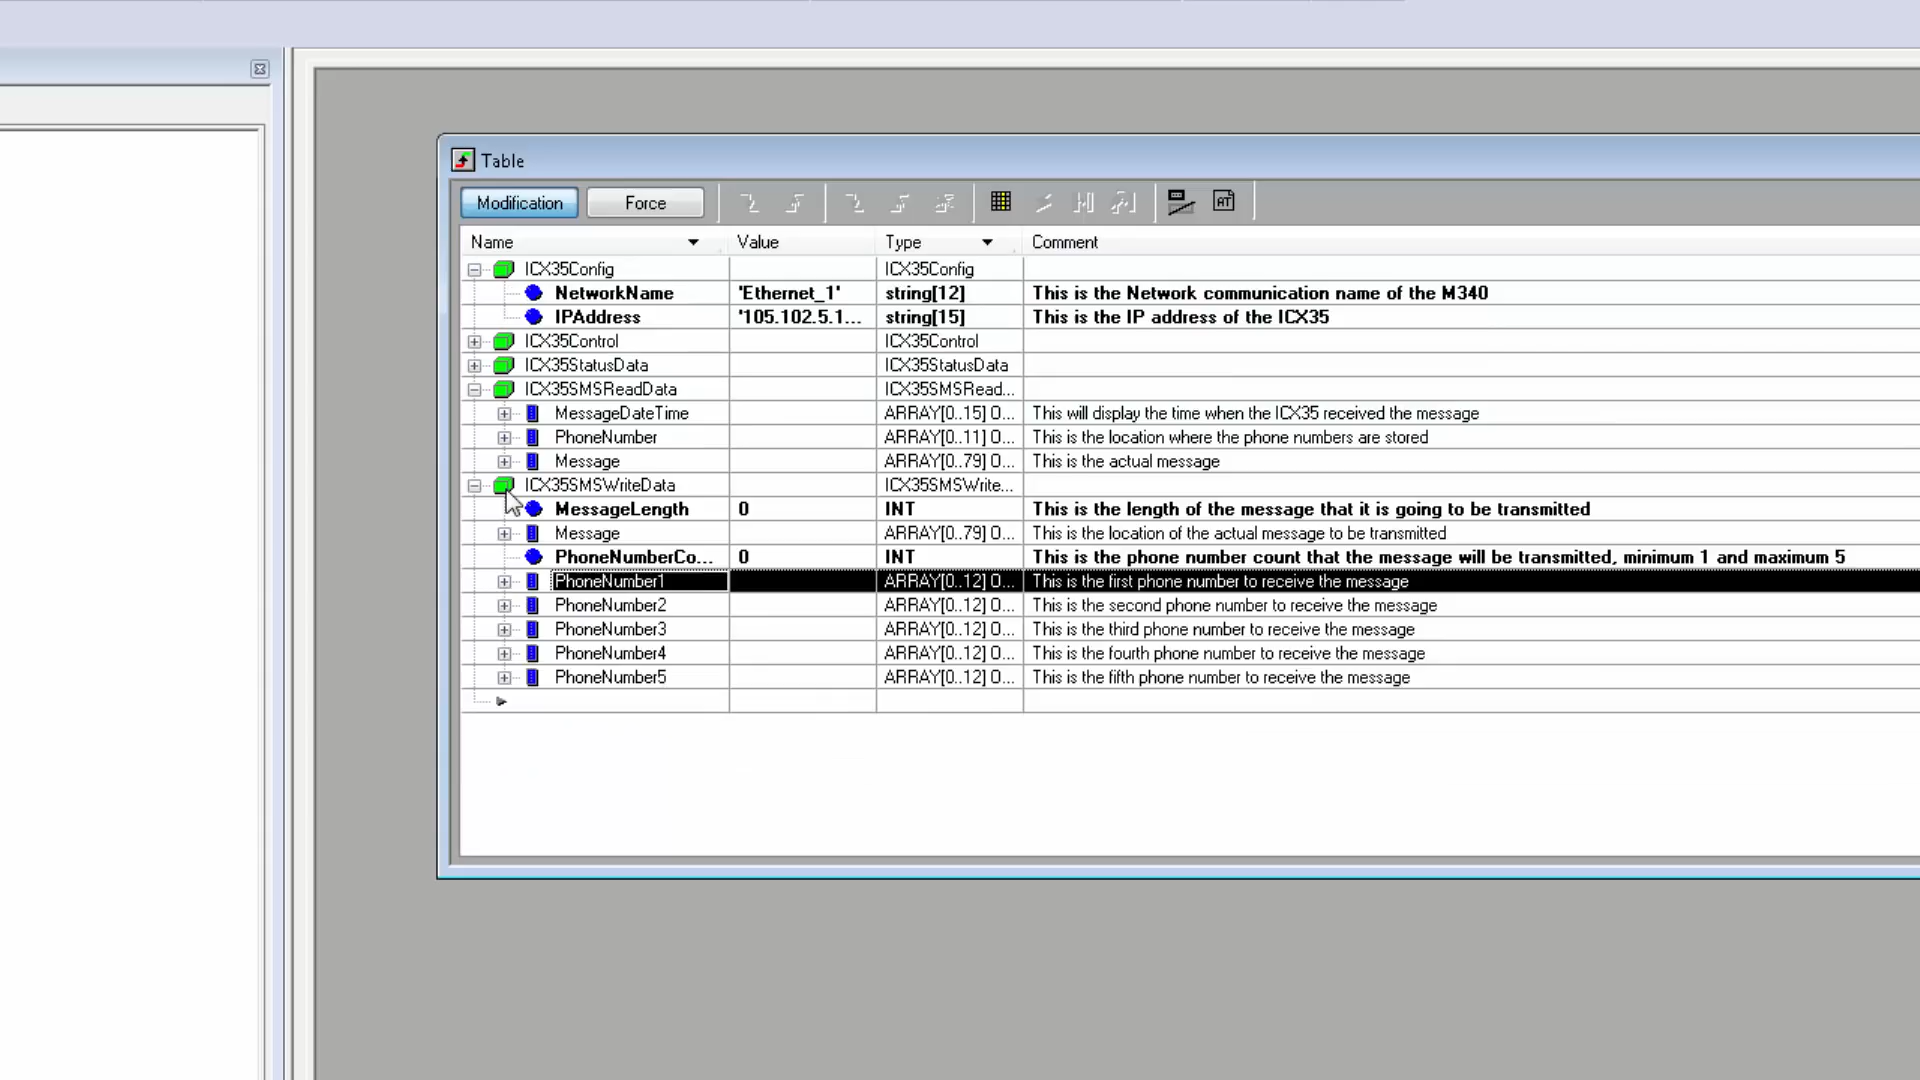 Table
Modification Force
AT
Name Value Type Comment
ICX35Config ICX35Config
NetworkName 'Ethernet_1' string[12] This is the Network communication name of the M340
IPAddress '105.102.5.1... string[15] This is the IP address of the ICX35
ICX35Control ICX35Control
ICX35StatusData ICX35StatusData
ICX35SMSReadData ICX35SMSRead...
MessageDateTime ARRAY[0..15] O... This will display the time when the ICX35 received the message
PhoneNumber ARRAY[0..11] O... This is the location where the phone numbers are stored
Message ARRAY[0..79] O... This is the actual message
ICX35SMSWriteData ICX35SMSWrite...
MessageLength 0 INT This is the length of the message that it is going to be transmitted
Message ARRAY[0..79] O... This is the location of the actual message to be transmitted
PhoneNumberCo... 0 INT This is the phone number count that the message will be transmitted, minimum 1 and maximum 5
PhoneNumber1 ARRAY[0..12] O... This is the first phone number to receive the message
PhoneNumber2 ARRAY[0..12] O... This is the second phone number to receive the message
PhoneNumber3 ARRAY[0..12] O... This is the third phone number to receive the message
PhoneNumber4 ARRAY[0..12] O... This is the fourth phone number to receive the message
PhoneNumber5 ARRAY[0..12] O... This is the fifth phone number to receive the message